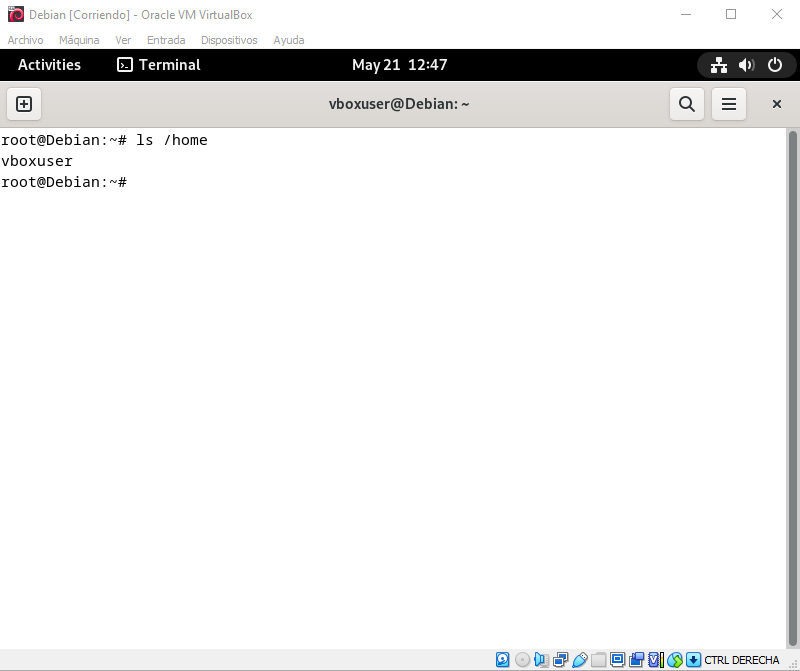 Debian [Corriendo] - Oracle VM VirtualBox
Archivo Máquina Ver Entrada Dispositivos Ayuda
Activities Terminal May 21 12:47
vboxuser@Debian: ~
root@Debian:~# ls /home
vboxuser
root@Debian:~#
CTRL DERECHA